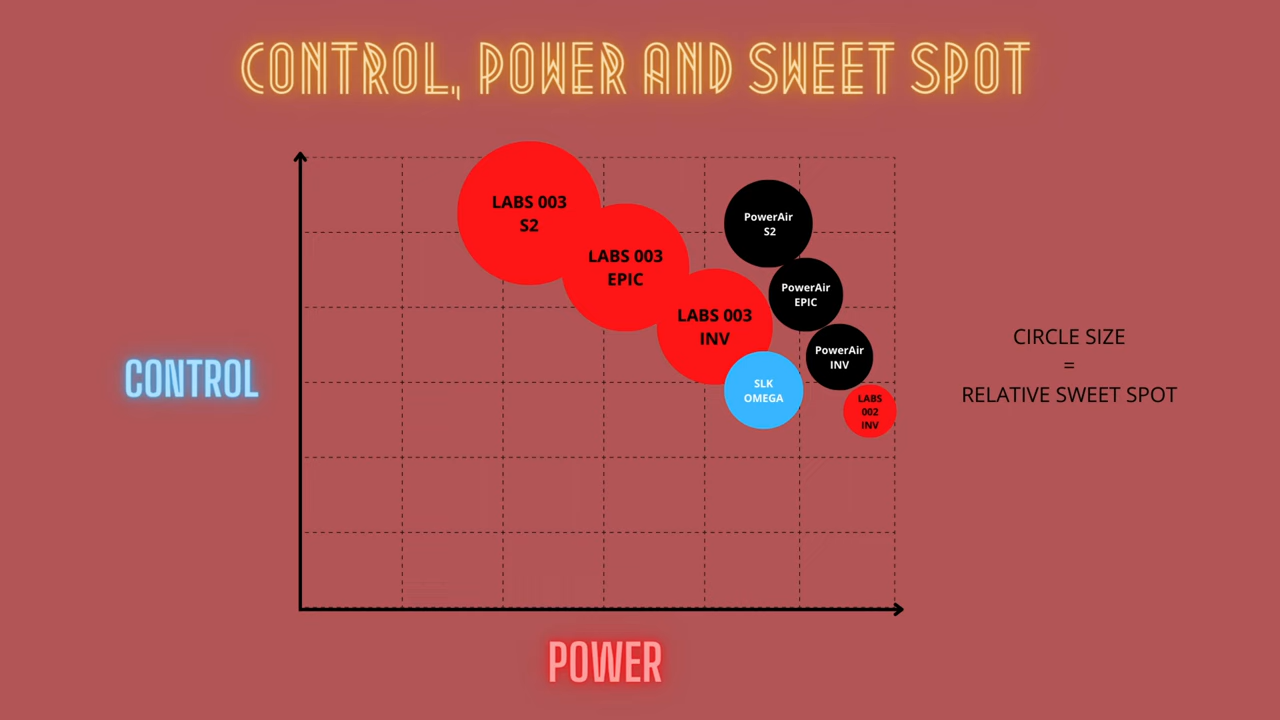 CONTROL, POWER AND SWEET SPOT
LABS 003
S2
PowerAir
S2
LABS 003
EPIC
PowerAir
EPIC
LABS 003
INV
PowerAir
INV
SLK
OMEGA
LABS
002
INV
CONTROL
CIRCLE SIZE
=
RELATIVE SWEET SPOT
POWER